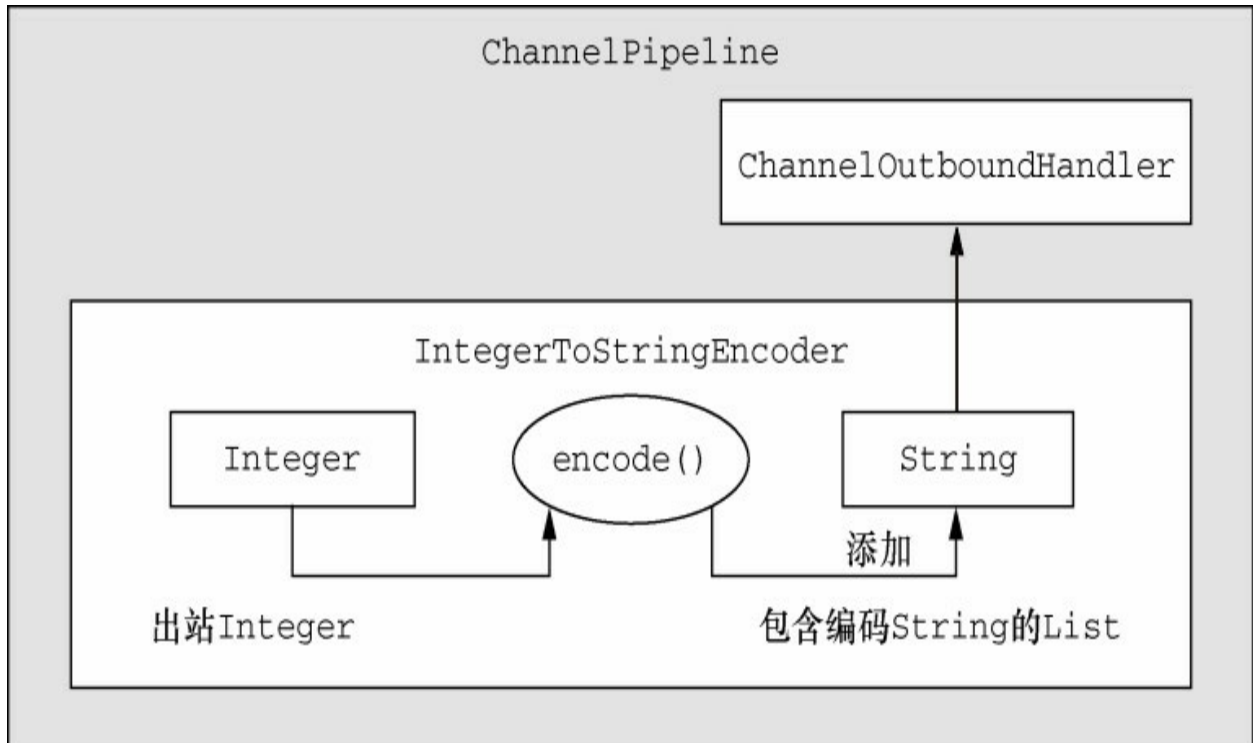 ChannelPipeline
ChannelOutboundHandler
IntegerToStringEncoder
Integer
encode()
String
添加
出站Integer
包含编码String的List